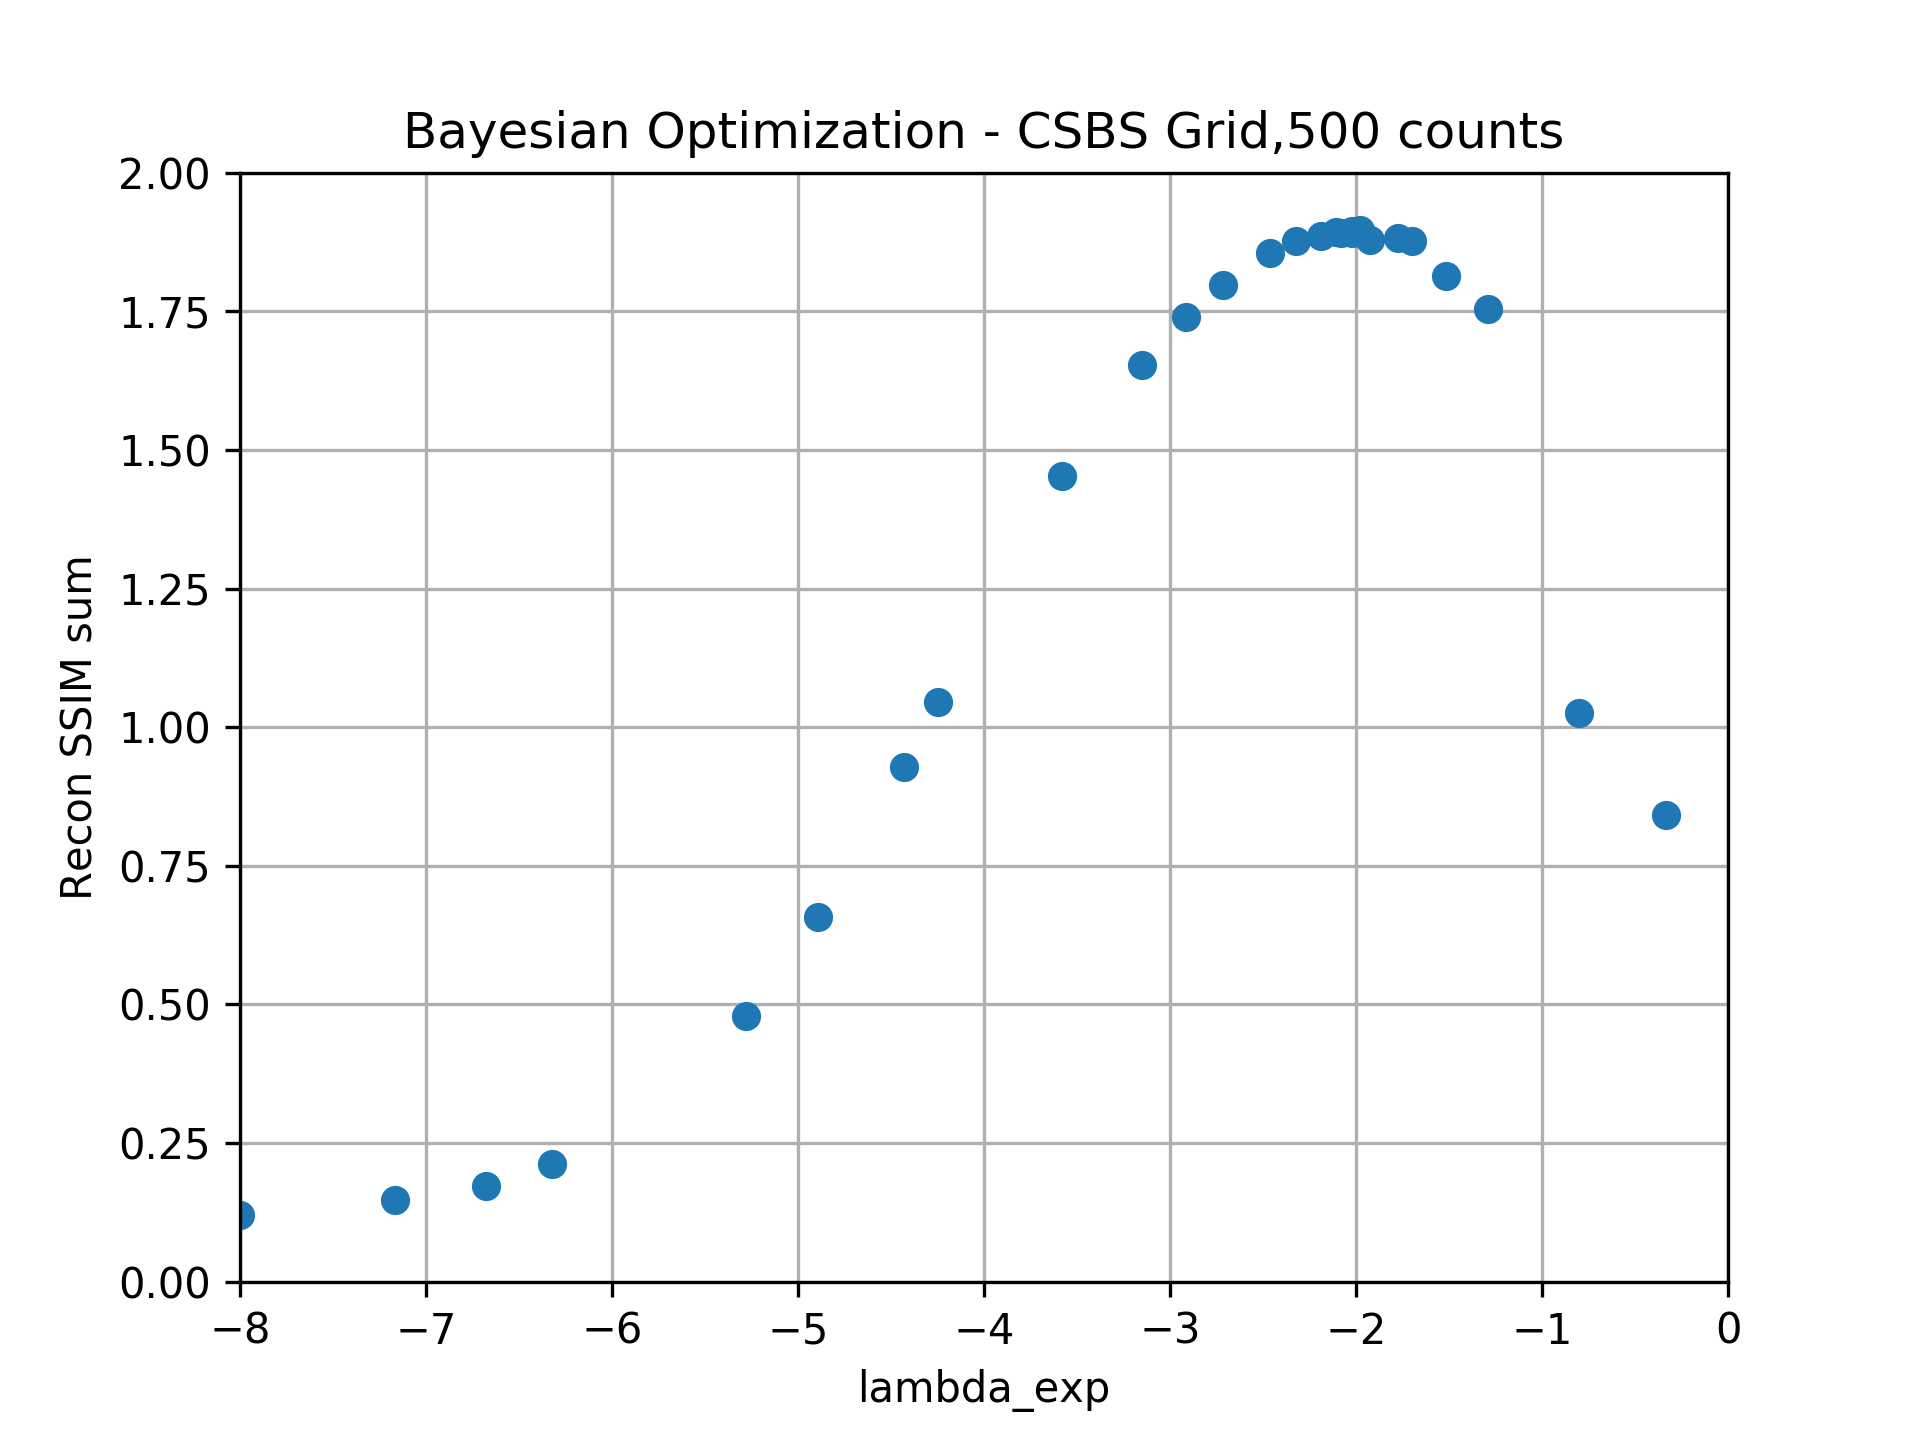 Bayesian Optimization - CSBS Grid,500 counts
2.00
1.75
1.50
1.25
1.00
0.75
0.50
0.25
0.00
Recon SSIM sum
−8 −7 −6 −5 −4 −3 −2 −1 0
lambda_exp